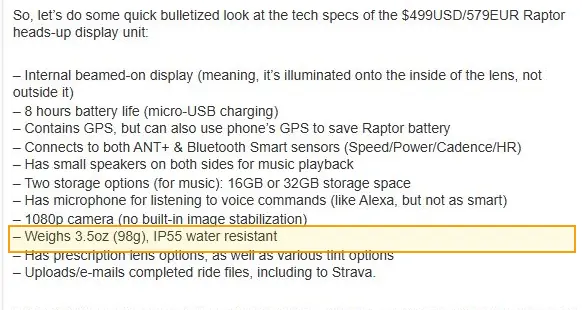 So, let's do some quick bulletized look at the tech specs of the $499USD/579EUR Raptor
heads-up display unit:
– Internal beamed-on display (meaning, it's illuminated onto the inside of the lens, not
outside it)
– 8 hours battery life (micro-USB charging)
– Contains GPS, but can also use phone's GPS to save Raptor battery
– Connects to both ANT+ & Bluetooth Smart sensors (Speed/Power/Cadence/HR)
– Has small speakers on both sides for music playback
– Two storage options (for music): 16GB or 32GB storage space
– Has microphone for listening to voice commands (like Alexa, but not as smart)
– 1080p camera (no built-in image stabilization)
– Weighs 3.5oz (98g), IP55 water resistant
– Has prescription lens options, as well as various tint options
– Uploads/e-mails completed ride files, including to Strava.